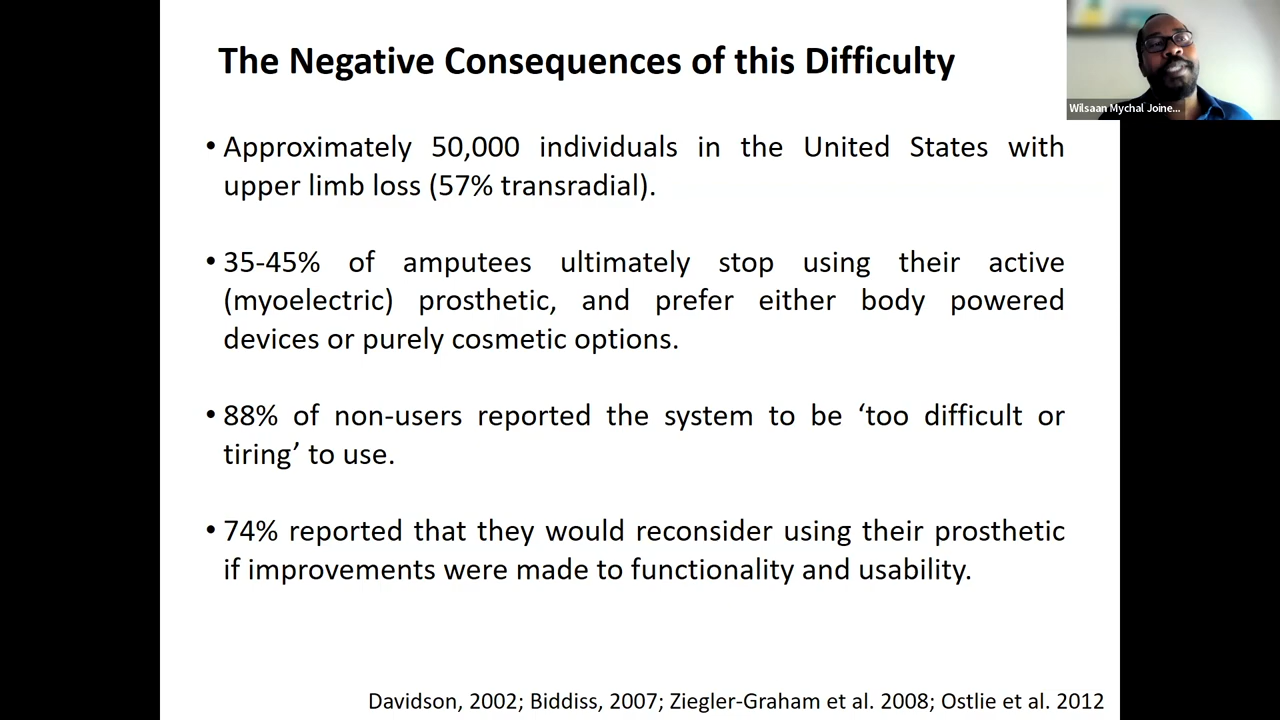 The Negative Consequences of this Difficulty
Wilsaan Mychal Joine...
• Approximately 50,000 individuals in the United States with
upper limb loss (57% transradial).
• 35-45% of amputees ultimately stop using their active
(myoelectric) prosthetic, and prefer either body powered
devices or purely cosmetic options.
• 88% of non-users reported the system to be ‘too difficult or
tiring’ to use.
• 74% reported that they would reconsider using their prosthetic
if improvements were made to functionality and usability.
Davidson, 2002; Biddiss, 2007; Ziegler-Graham et al. 2008; Ostlie et al. 2012